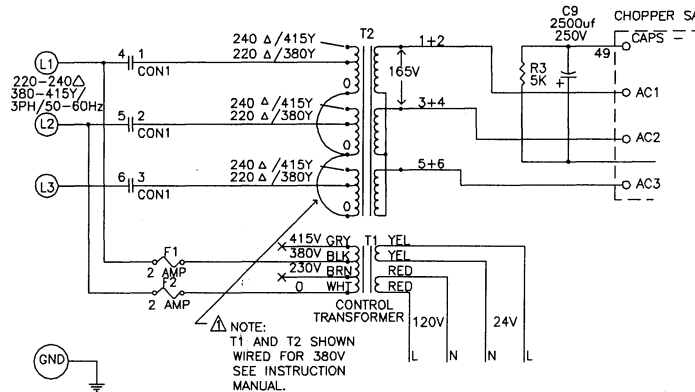 C9
2500uf
250V
CHOPPER SA
CAPS -
49
T2
240 Δ/415Y
220 Δ/380Y
1+2
4 1
CON1
L1
R3
5K
+
165V
0
AC1
220-240Δ
380-415Y/
3PH/50-60Hz
240 Δ/415Y
220 Δ/380Y
3+4
5 2
CON1
L2
0
AC2
240 Δ/415Y
220 Δ/380Y
5+6
6 3
CON1
L3
0
AC3
415V GRY T1 YEL
380V BLK YEL
230V BRN RED
0 WHT RED
F1
2 AMP
F2
2 AMP
CONTROL
TRANSFORMER
120V 24V
L N N L
1 NOTE:
T1 AND T2 SHOWN
WIRED FOR 380V
SEE INSTRUCTION
MANUAL.
GND